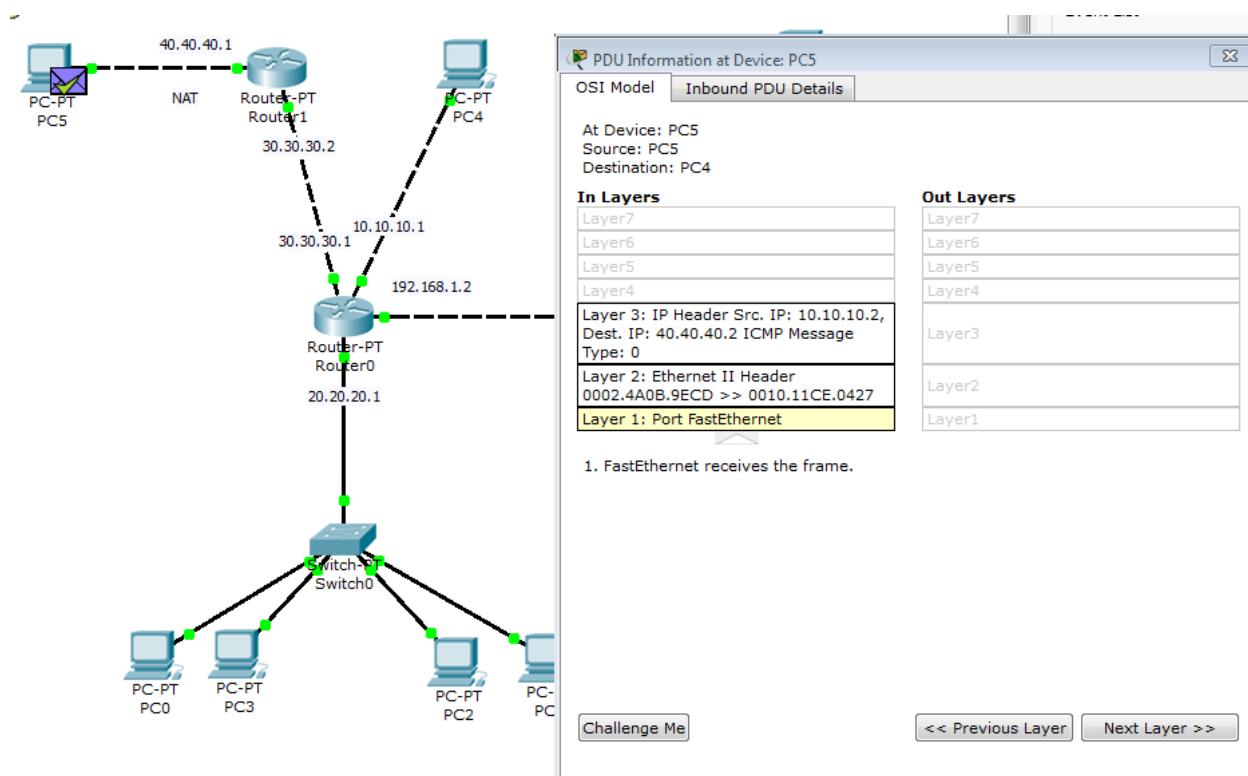 40.40.40.1
PC-PT
PC5
NAT
Router-PT
Router1
PC-PT
PC4
30.30.30.2
10.10.10.1
30.30.30.1
192.168.1.2
Router-PT
Router0
20.20.20.1
Switch-PT
Switch0
PC-PT
PC0
PC-PT
PC3
PC-PT
PC2
PC-
PC
PDU Information at Device: PC5
OSI Model
Inbound PDU Details
At Device: PC5
Source: PC5
Destination: PC4
In Layers
Out Layers
Layer7
Layer7
Layer6
Layer6
Layer5
Layer5
Layer4
Layer4
Layer 3: IP Header Src. IP: 10.10.10.2,
Dest. IP: 40.40.40.2 ICMP Message
Type: 0
Layer3
Layer 2: Ethernet II Header
0002.4A0B.9ECD >> 0010.11CE.0427
Layer2
Layer 1: Port FastEthernet
Layer1
1. FastEthernet receives the frame.
Challenge Me
<< Previous Layer
Next Layer >>